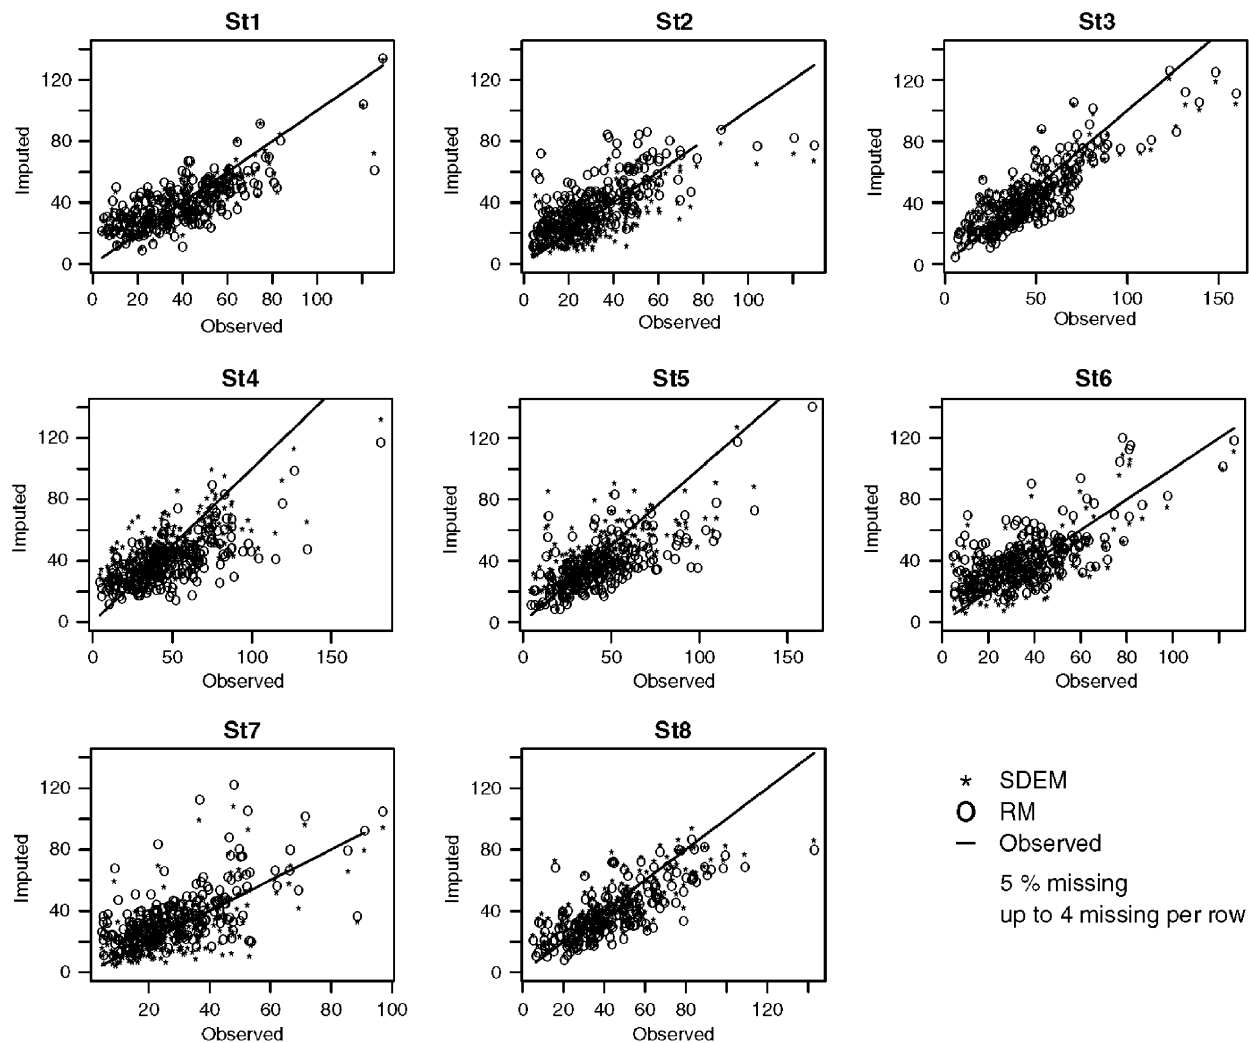 St1 St2 St3
120 120 120
Imputed Imputed Imputed
80 80 80
40 40 40
0 0 0
0 20 40 60 80 100 0 20 40 60 80 100 0 50 100 150
Observed Observed Observed
St4 St5 St6
120 120 120
Imputed Imputed Imputed
80 80 80
40 40 40
0 0 0
0 50 100 150 0 50 100 150 0 20 40 60 80 100
Observed Observed Observed
St7 St8
120 120
Imputed Imputed
80 80
40 40
0 0
20 40 60 80 100 0 20 40 60 80 120
Observed Observed
* SDEM
O RM
— Observed
5 % missing
up to 4 missing per row